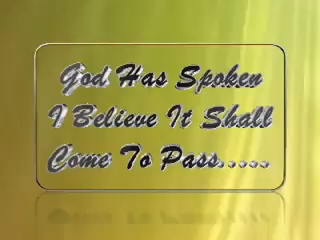 God Has Spoken
I Believe It Shall
Come To Pass.....